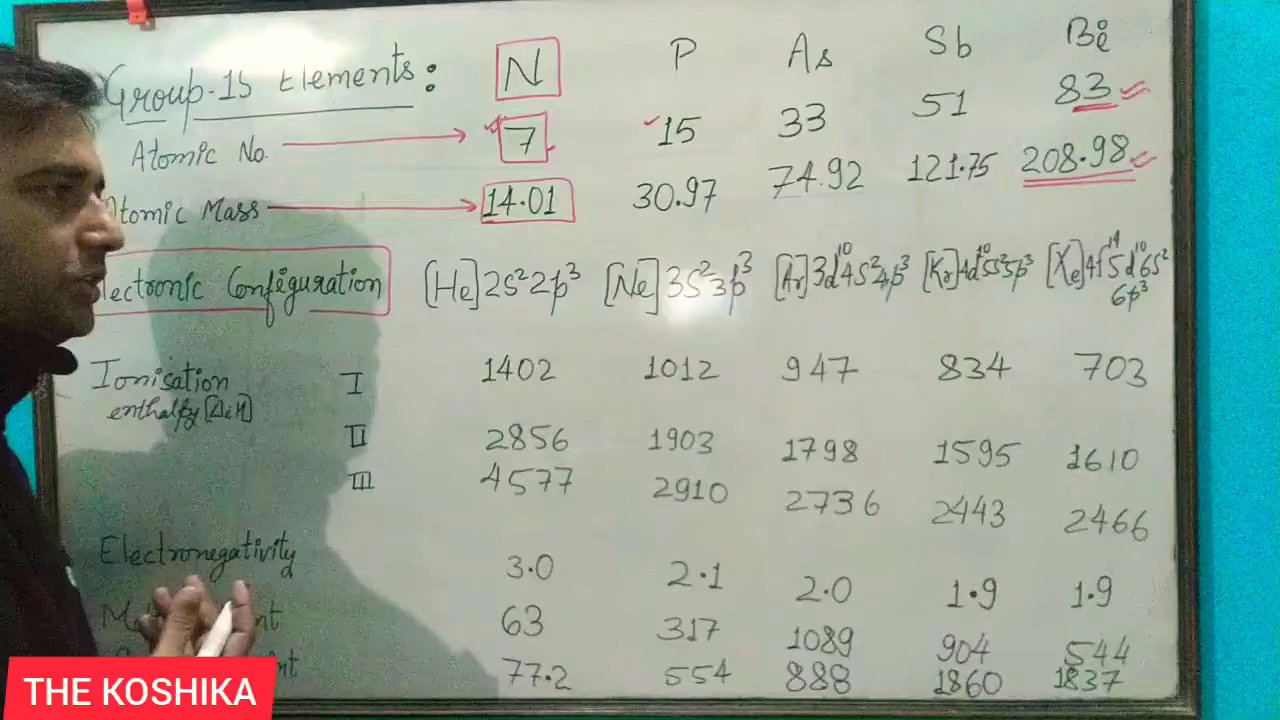 Group-15 Elements: N P As Sb Bi
Atomic No. 7 15 33 51 83
Atomic Mass 14.01 30.97 74.92 121.75 208.98
lectronic Configuration [He]2s²2p³ [Ne]3s²3p³ [Ar]3d¹⁰4s²4p³ [Kr]4d¹⁰5s²5p³ [Xe]4f¹⁴5d¹⁰6s²
6p³
Ionisation I 1402 1012 947 834 703
enthalpy
II 2856 1903 1798 1595 1610
III 4577 2910 2736 2443 2466
Electronegativity 3.0 2.1 2.0 1.9 1.9
63 317 1089 904 544
77.2 554 888 1860 1837
THE KOSHIKA